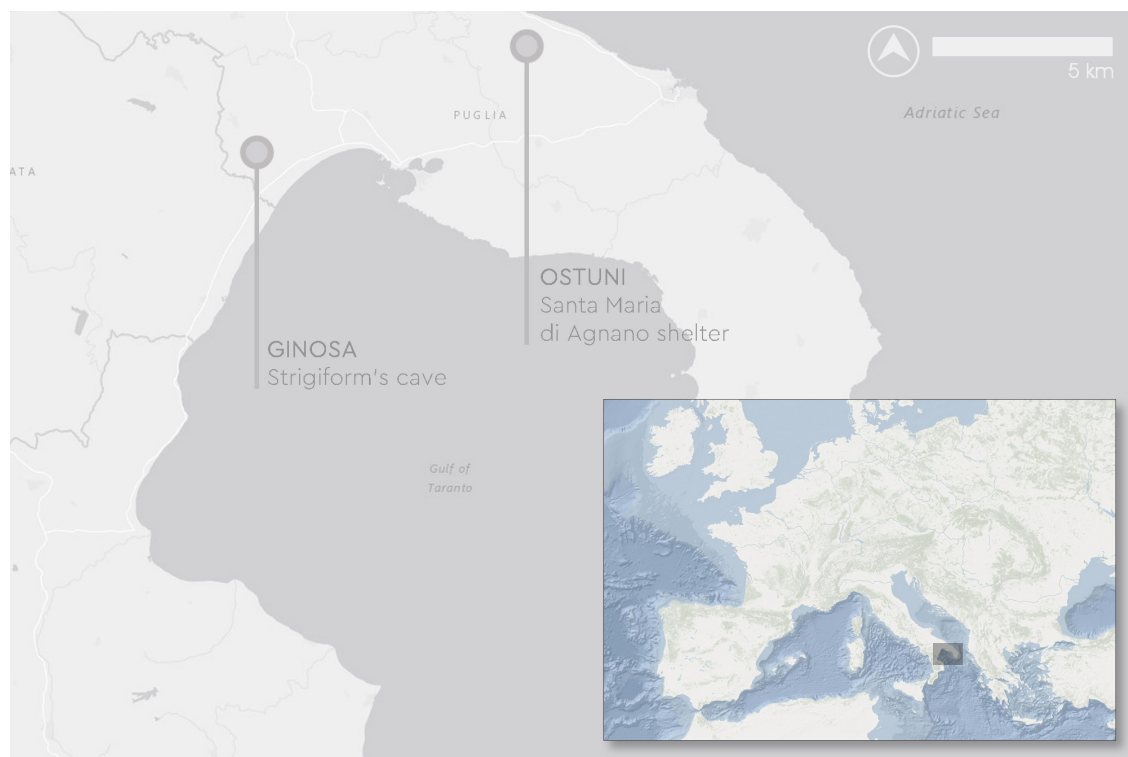 5 km
Adriatic Sea
PUGLIA
ATA
OSTUNI
Santa Maria
di Agnano shelter
GINOSA
Strigiform's cave
Gulf of
Taranto